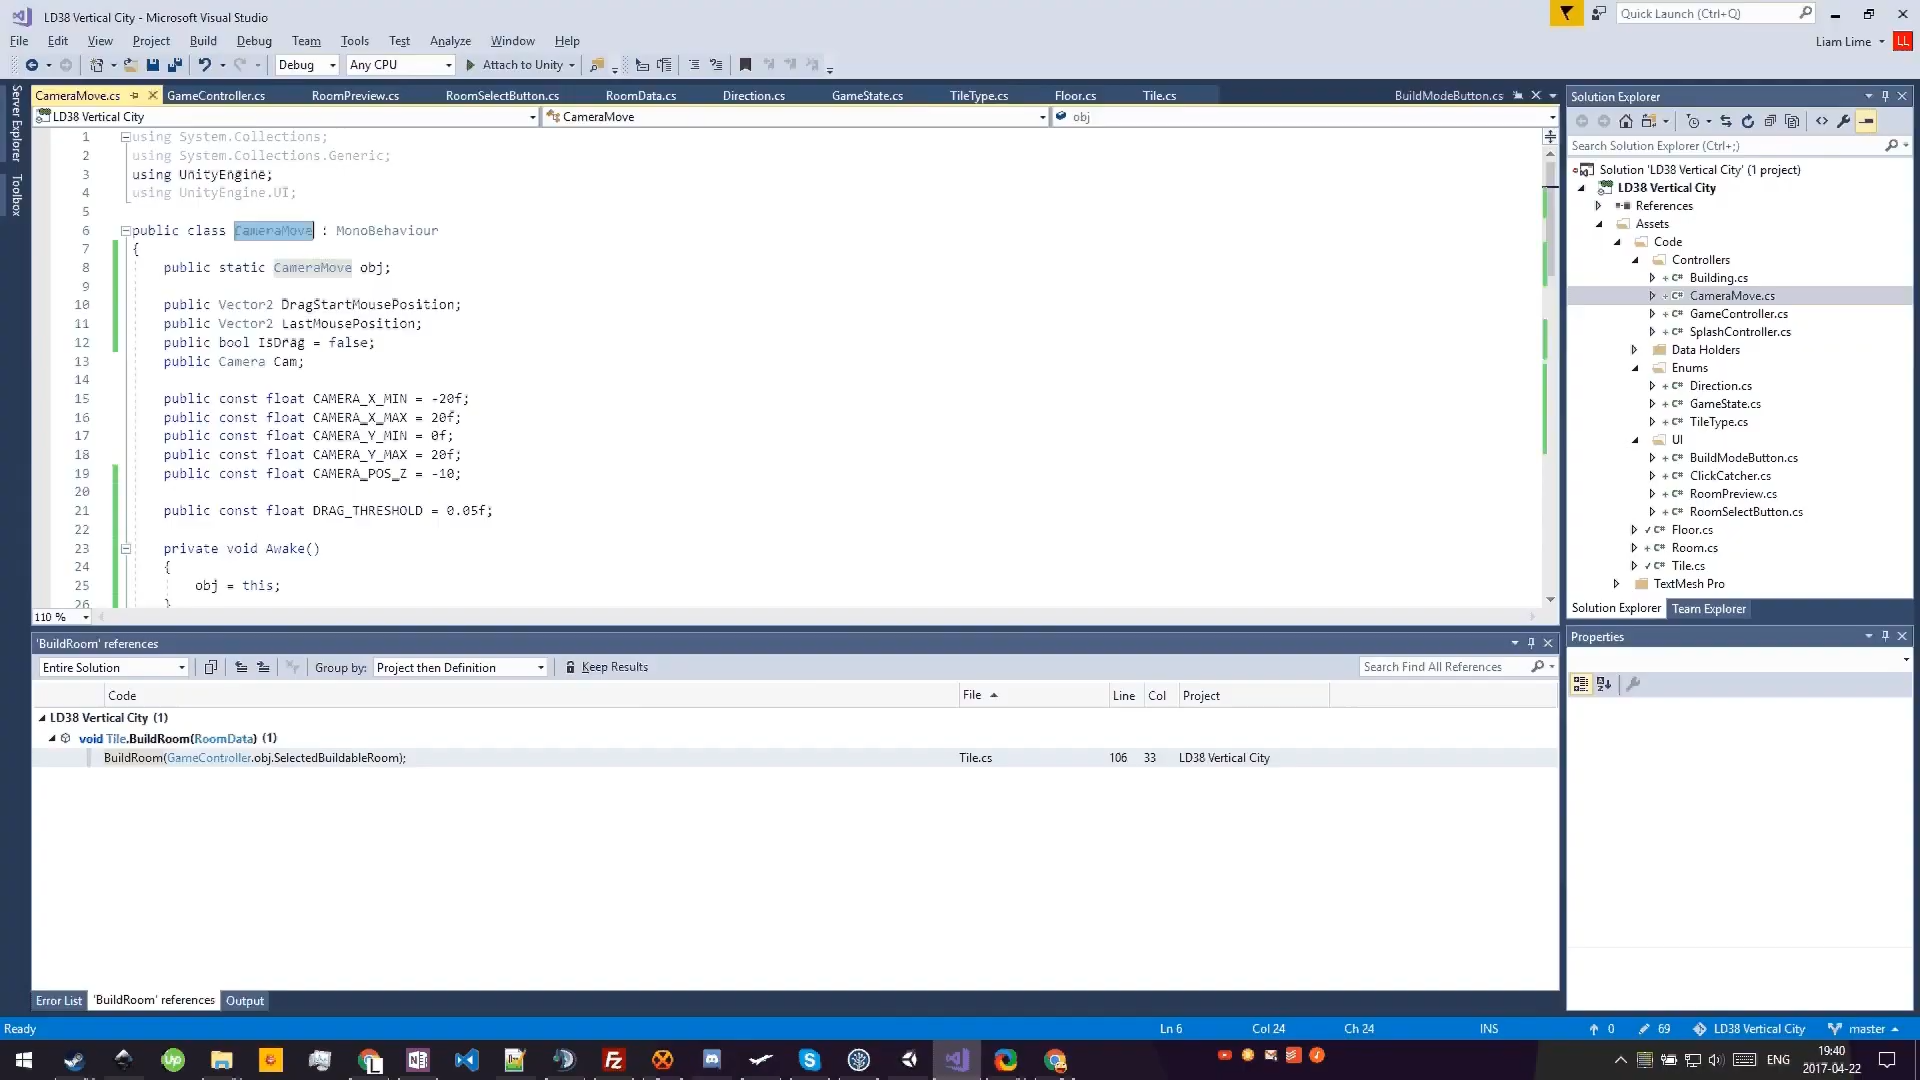 LD38 Vertical City - Microsoft Visual Studio
Quick Launch (Ctrl+Q)
File Edit View Project Build Debug Team Tools Test Analyze Window Help
Liam Lime
LL
Debug Any CPU Attach to Unity
CameraMove.cs GameController.cs RoomPreview.cs RoomSelectButton.cs RoomData.cs Direction.cs GameState.cs TileType.cs Floor.cs Tile.cs BuildModeButton.cs
LD38 Vertical City CameraMove obj
Server Explorer
Toolbox
1 using System.Collections;
2 using System.Collections.Generic;
3 using UnityEngine;
4 using UnityEngine.UI;
5
6 public class CameraMove : MonoBehaviour
7 {
8 public static CameraMove obj;
9
10 public Vector2 DragStartMousePosition;
11 public Vector2 LastMousePosition;
12 public bool IsDrag = false;
13 public Camera Cam;
14
15 public const float CAMERA_X_MIN = -20f;
16 public const float CAMERA_X_MAX = 20f;
17 public const float CAMERA_Y_MIN = 0f;
18 public const float CAMERA_Y_MAX = 20f;
19 public const float CAMERA_POS_Z = -10;
20
21 public const float DRAG_THRESHOLD = 0.05f;
22
23 private void Awake()
24 {
25 obj = this;
26 }
110 %
Solution Explorer
Search Solution Explorer (Ctrl+;)
Solution 'LD38 Vertical City' (1 project)
LD38 Vertical City
References
Assets
Code
Controllers
C# Building.cs
C# CameraMove.cs
C# GameController.cs
C# SplashController.cs
Data Holders
Enums
C# Direction.cs
C# GameState.cs
C# TileType.cs
UI
C# BuildModeButton.cs
C# ClickCatcher.cs
C# RoomPreview.cs
C# RoomSelectButton.cs
C# Floor.cs
C# Room.cs
C# Tile.cs
TextMesh Pro
Solution Explorer Team Explorer
Properties
'BuildRoom' references
Entire Solution Group by: Project then Definition Keep Results Search Find All References
Code File Line Col Project
LD38 Vertical City (1)
void Tile.BuildRoom(RoomData) (1)
BuildRoom(GameController.obj.SelectedBuildableRoom); Tile.cs 106 33 LD38 Vertical City
Error List 'BuildRoom' references Output
Ready Ln 6 Col 24 Ch 24 INS 0 69 LD38 Vertical City master
ENG
19:40
2017-04-22